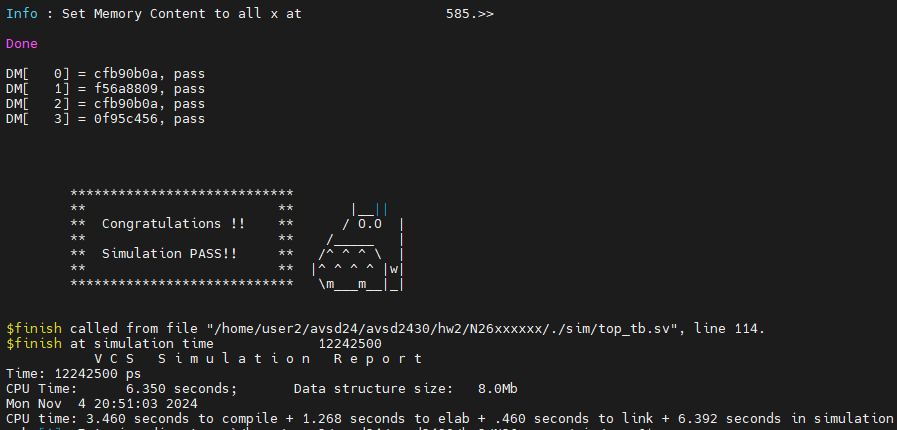 Info : Set Memory Content to all x at                  585.>>
Done
DM[   0] = cfb90b0a, pass
DM[   1] = f56a8809, pass
DM[   2] = cfb90b0a, pass
DM[   3] = 0f95c456, pass
****************************
**                        **       |__||
**  Congratulations !!    **      / O.O  |
**                        **    /_____   |
**  Simulation PASS!!     **   /^ ^ ^ \  |
**                        **  |^ ^ ^ ^ |w|
****************************   \m___m__|_|
$finish called from file "/home/user2/avsd24/avsd2430/hw2/N26xxxxxx/./sim/top_tb.sv", line 114.
$finish at simulation time             12242500
           V C S   S i m u l a t i o n   R e p o r t
Time: 12242500 ps
CPU Time:      6.350 seconds;       Data structure size:   8.0Mb
Mon Nov  4 20:51:03 2024
CPU time: 3.460 seconds to compile + 1.268 seconds to elab + .460 seconds to link + 6.392 seconds in simulation